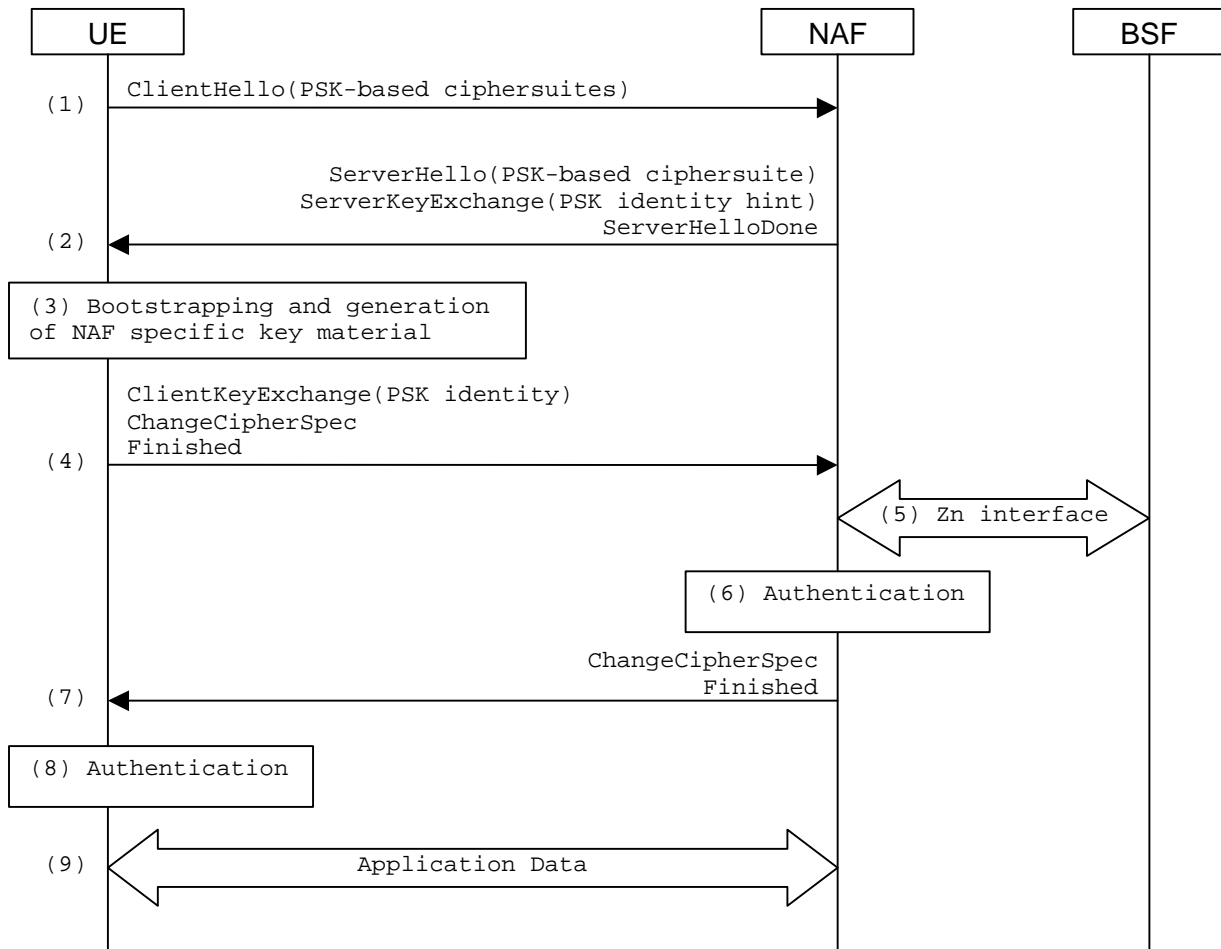 UE
NAF
BSF
(1)
ClientHello(PSK-based ciphersuites)
ServerHello(PSK-based ciphersuite)
ServerKeyExchange(PSK identity hint)
ServerHelloDone
(2)
(3) Bootstrapping and generation
of NAF specific key material
ClientKeyExchange(PSK identity)
ChangeCipherSpec
Finished
(4)
(5) Zn interface
(6) Authentication
ChangeCipherSpec
Finished
(7)
(8) Authentication
(9)
Application Data